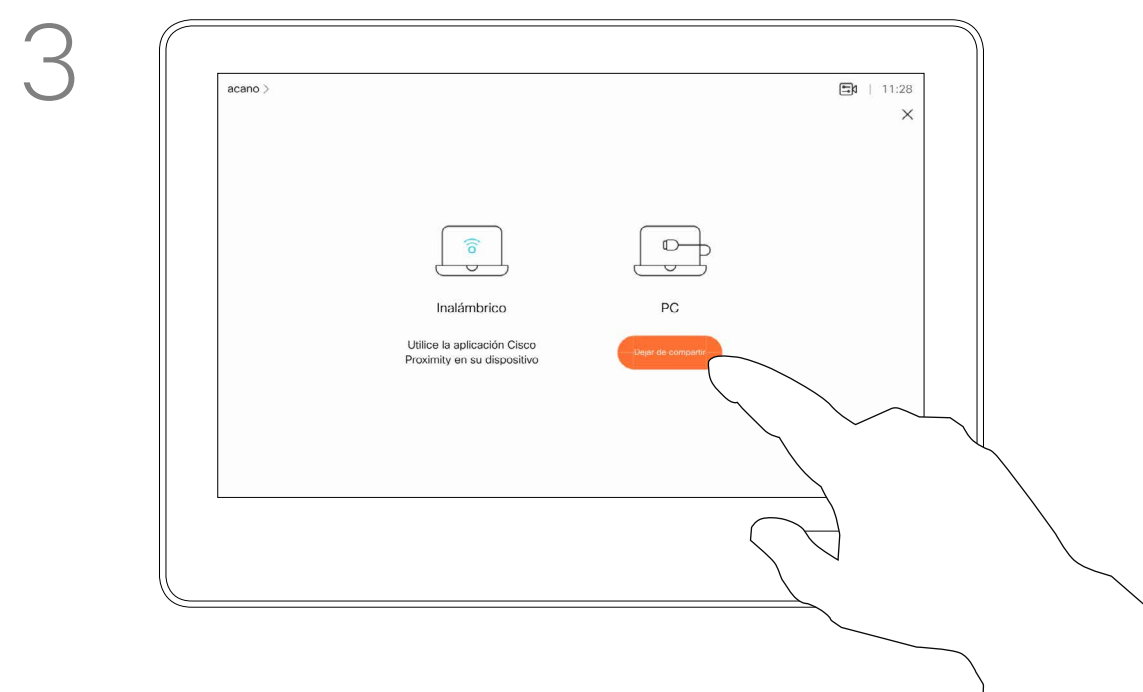 3
acano >
11:28
Inalámbrico
PC
Utilice la aplicación Cisco
Proximity en su dispositivo
Dejar de compartir